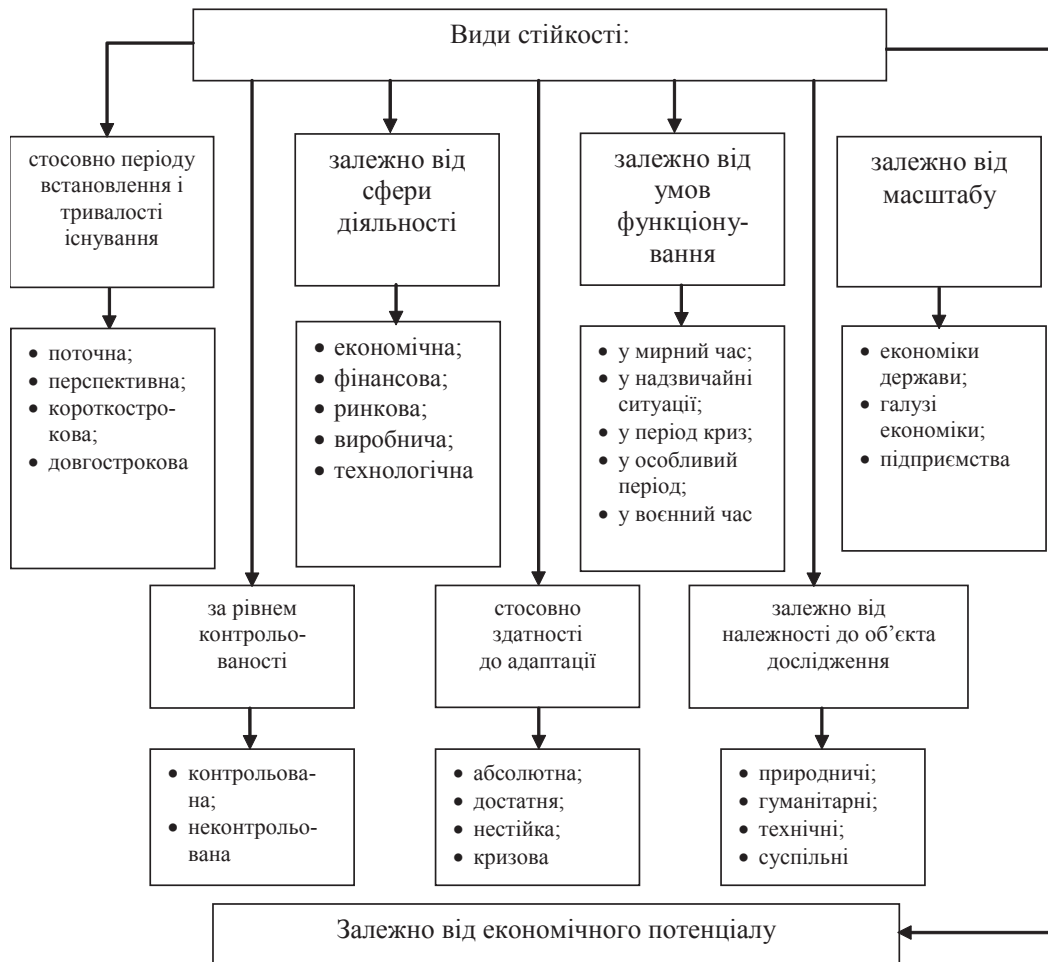 Види стійкості:
стосовно періоду
встановлення і
тривалості
існування
залежно від
сфери
діяльності
залежно від
умов
функціону-
вання
залежно від
масштабу
• поточна;
• перспективна;
• короткостро-
кова;
• довгострокова
• економічна;
• фінансова;
• ринкова;
• виробнича;
• технологічна
• у мирний час;
• у надзвичайні
ситуації;
• у період криз;
• у особливий
період;
• у воєнний час
• економіки
держави;
• галузі
економіки;
• підприємства
за рівнем
контрольо-
ваності
стосовно
здатності
до адаптації
залежно від
належності до об’єкта
дослідження
• контрольова-
на;
• неконтрольо-
вана
• абсолютна;
• достатня;
• нестійка;
• кризова
• природничі;
• гуманітарні;
• технічні;
• суспільні
Залежно від економічного потенціалу